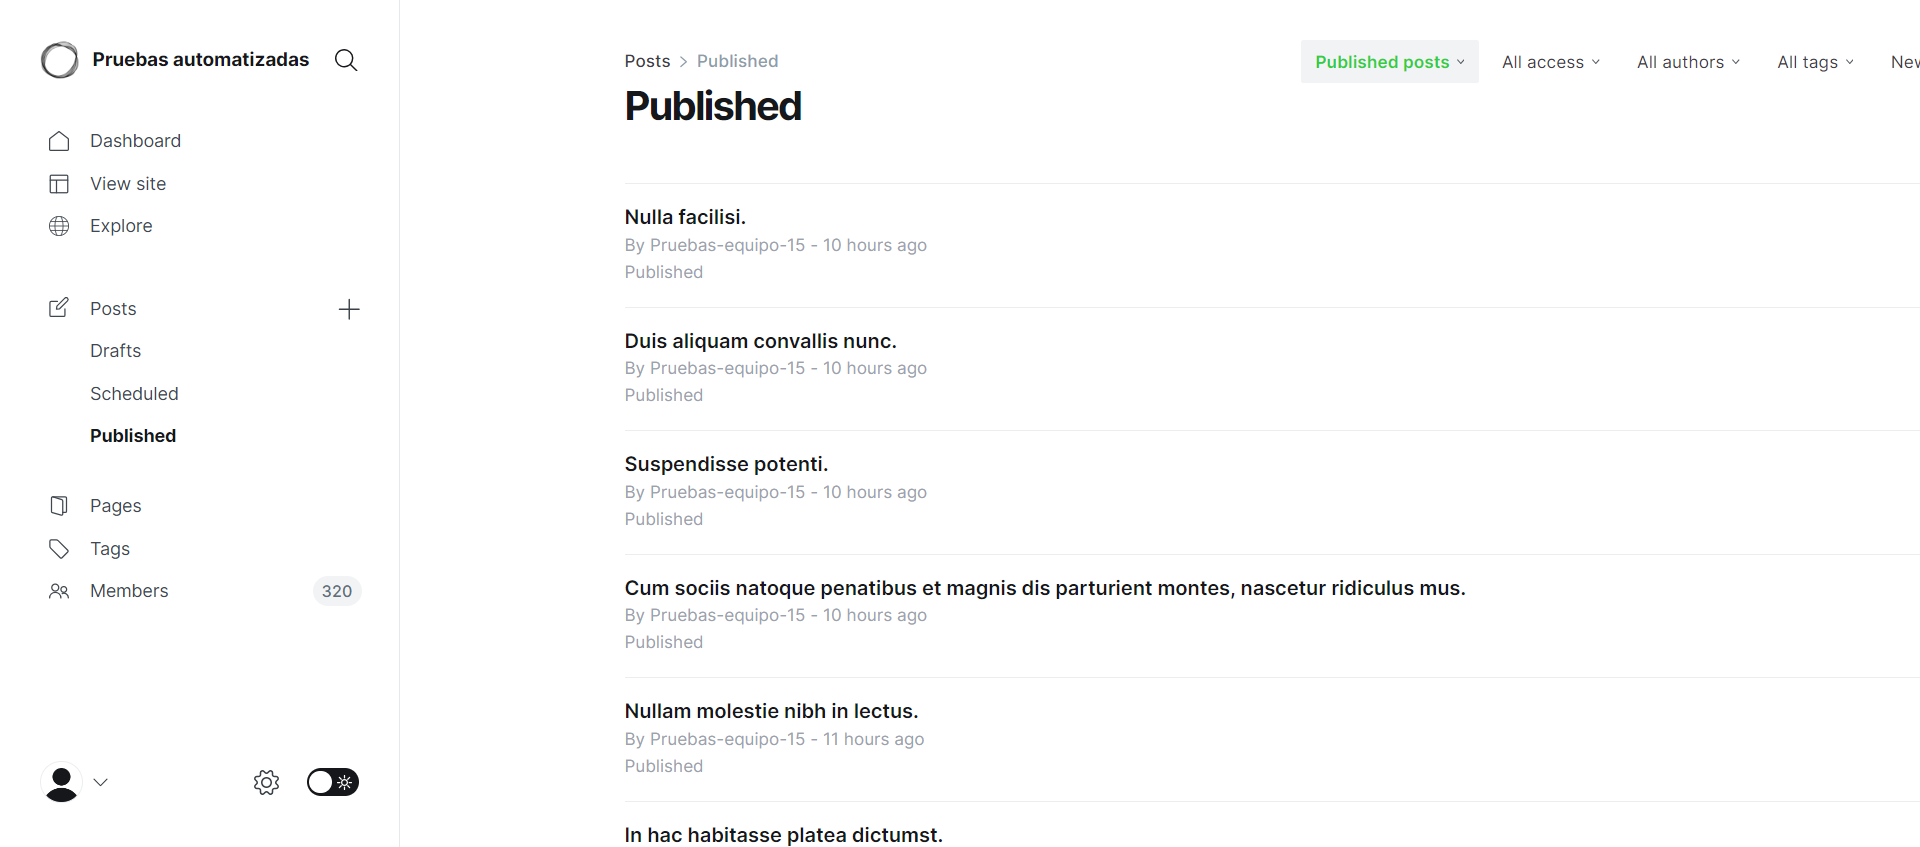 Pruebas automatizadas
Dashboard
View site
Explore
Posts
Drafts
Scheduled
Published
Pages
Tags
Members 320
Posts > Published
Published
Published posts
All access
All authors
All tags
Nulla facilisi.
By Pruebas-equipo-15 - 10 hours ago
Published
Duis aliquam convallis nunc.
By Pruebas-equipo-15 - 10 hours ago
Published
Suspendisse potenti.
By Pruebas-equipo-15 - 10 hours ago
Published
Cum sociis natoque penatibus et magnis dis parturient montes, nascetur ridiculus mus.
By Pruebas-equipo-15 - 10 hours ago
Published
Nullam molestie nibh in lectus.
By Pruebas-equipo-15 - 11 hours ago
Published
In hac habitasse platea dictumst.